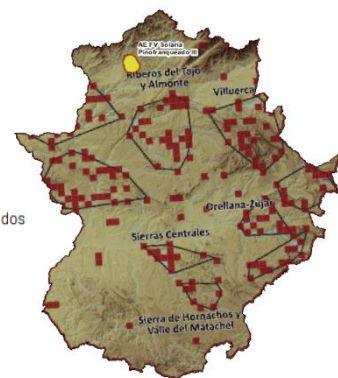 AE FV Solaria
Pinofranqueado III
Riberos del Tajo
y Almonte
Villuerca
dos
Orellana-Zujar
Sierras Centrales
Sierra de Hornachos y
Valle del Matachel